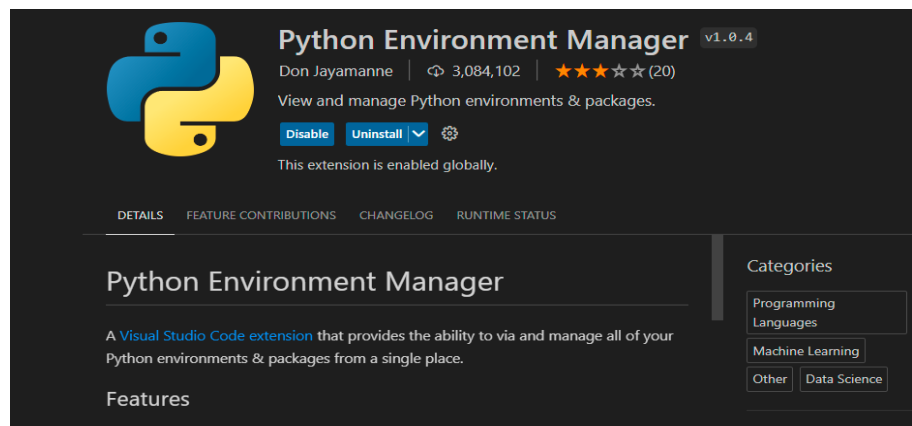 Python Environment Manager v1.0.4
Don Jayamanne 3,084,102 (20)
View and manage Python environments & packages.
Disable Uninstall
This extension is enabled globally.
DETAILS FEATURE CONTRIBUTIONS CHANGELOG RUNTIME STATUS
Python Environment Manager
A Visual Studio Code extension that provides the ability to via and manage all of your
Python environments & packages from a single place.
Features
Categories
Programming
Languages
Machine Learning
Other Data Science